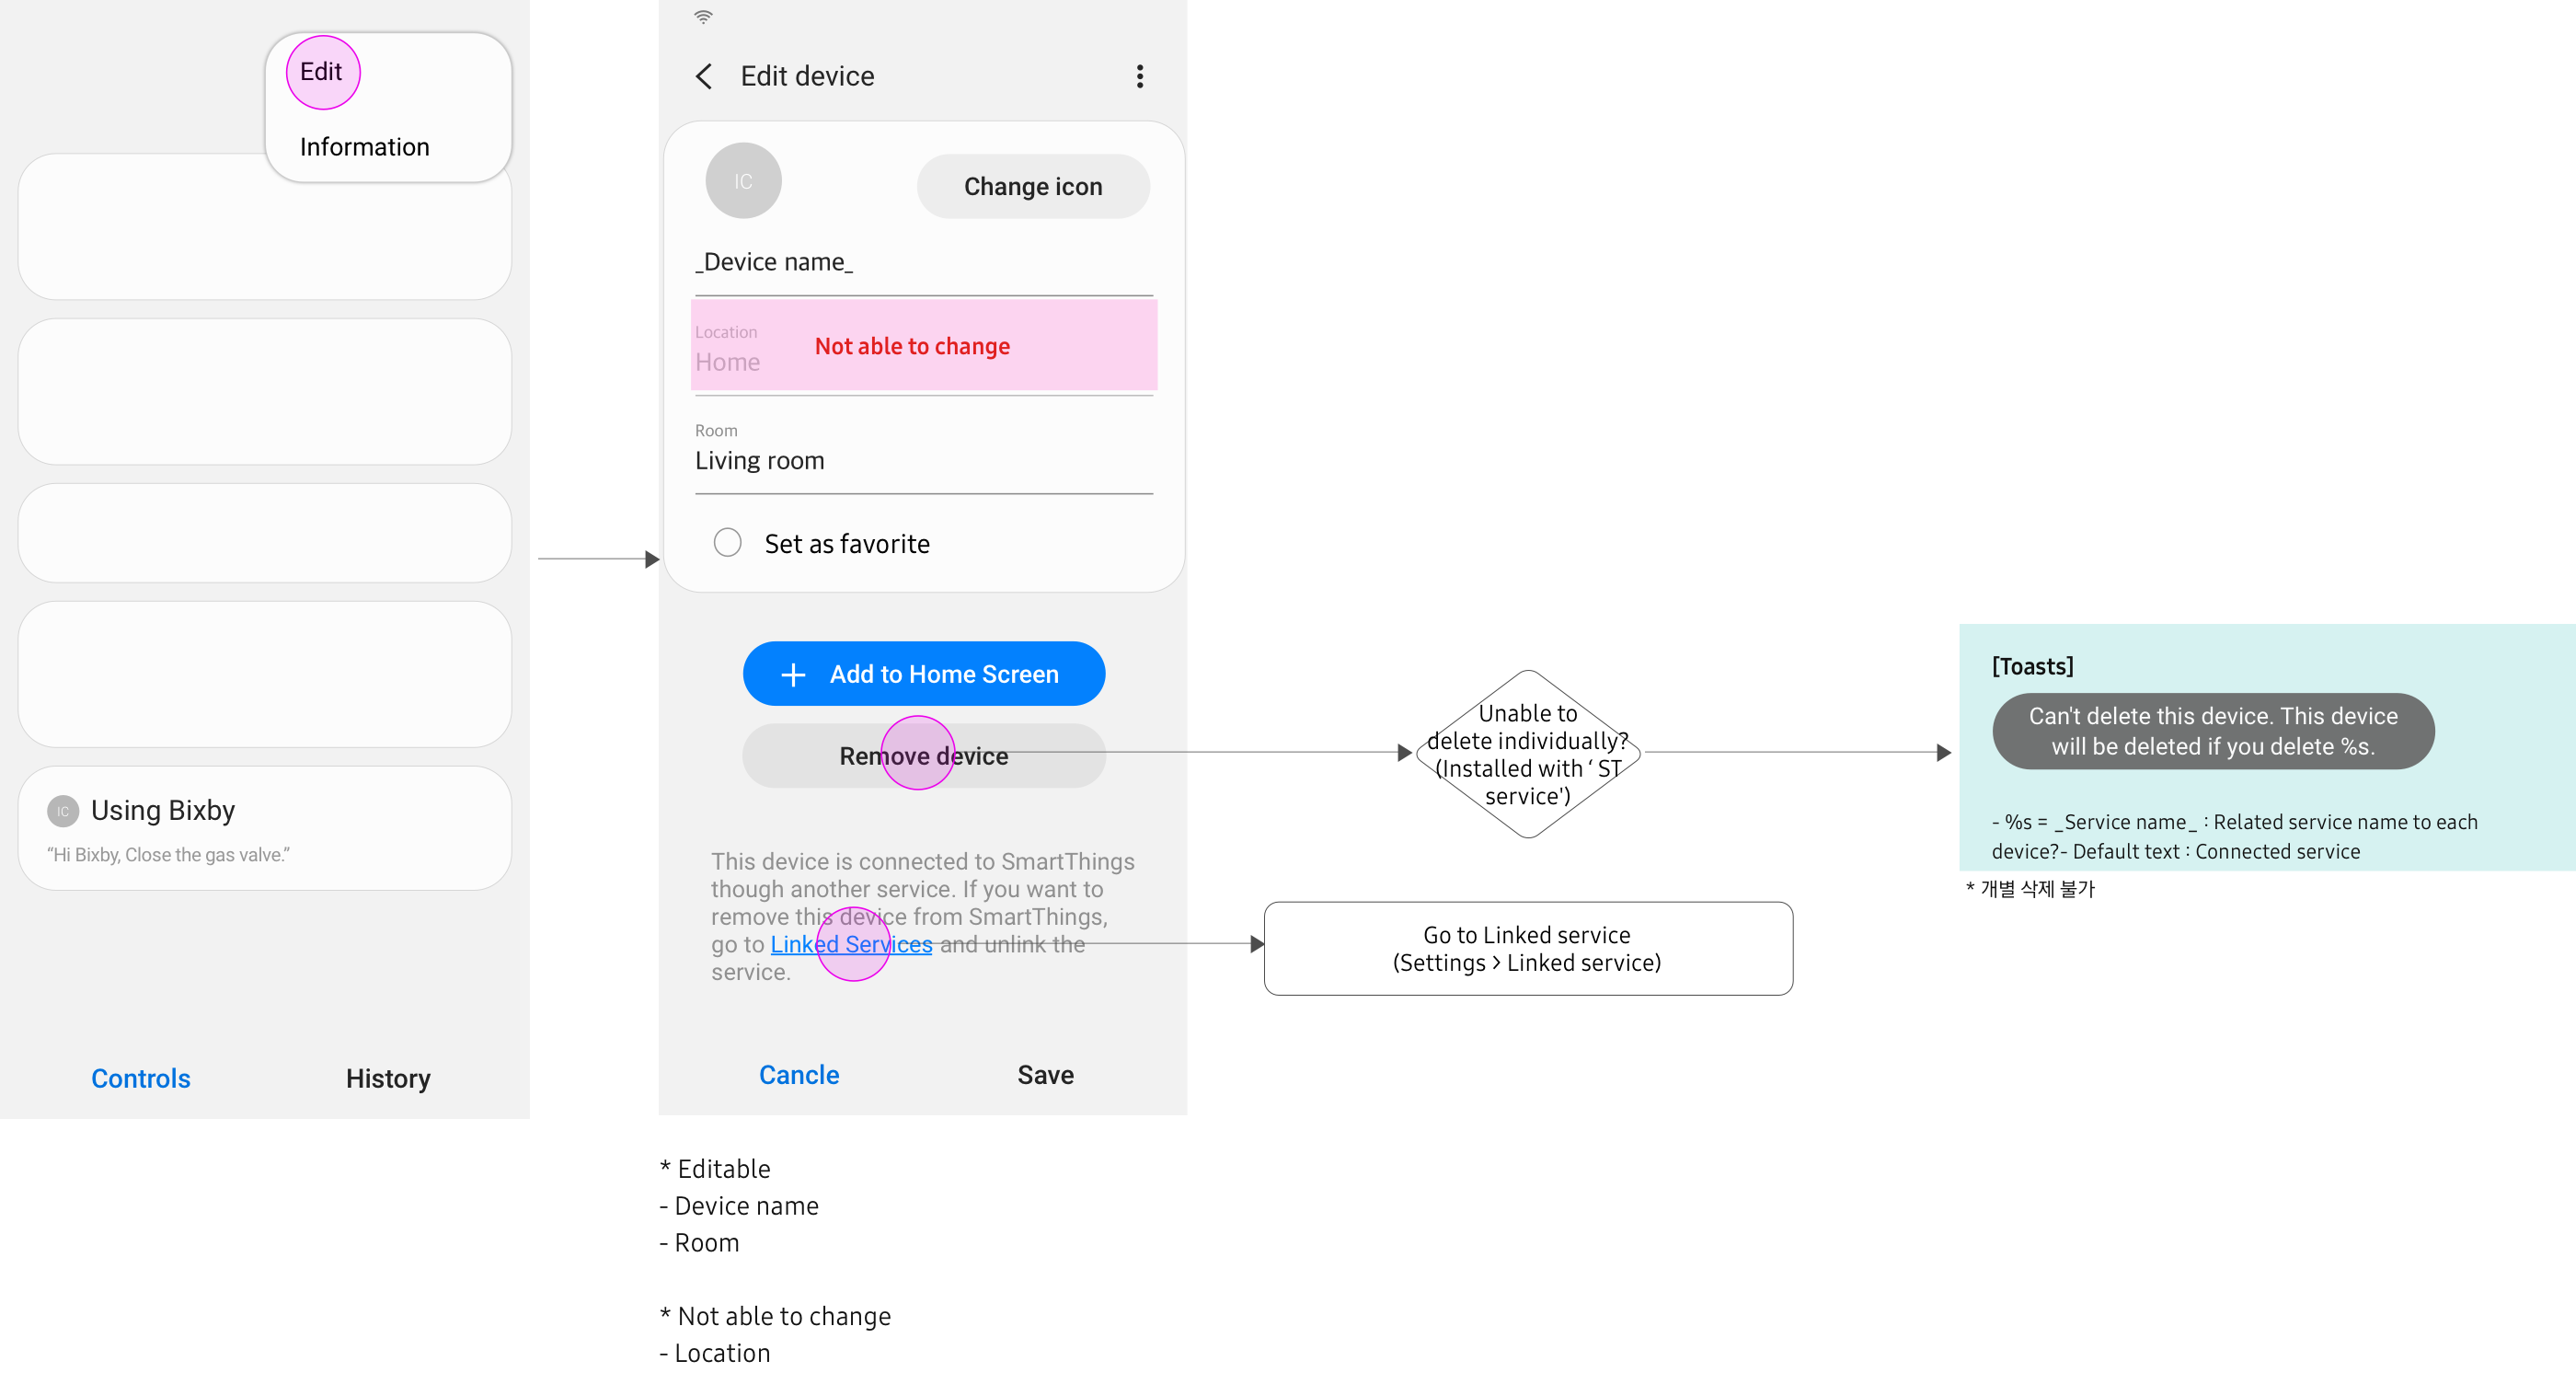 Edit
Information
IC
Using Bixby
“Hi Bixby, Close the gas valve.”
Controls
History
Edit device
IC
Change icon
_Device name_
Location
Home
Not able to change
Room
Living room
Set as favorite
Add to Home Screen
Remove device
This device is connected to SmartThings
though another service. If you want to
remove this device from SmartThings,
go to Linked Services and unlink the
service.
Cancle
Save
* Editable
- Device name
- Room
* Not able to change
- Location
Unable to
delete individually?
(Installed with ‘ ST
service')
Go to Linked service
(Settings > Linked service)
[Toasts]
Can't delete this device. This device
will be deleted if you delete %s.
- %s = _Service name_ : Related service name to each
device?- Default text : Connected service
* 개별 삭제 불가